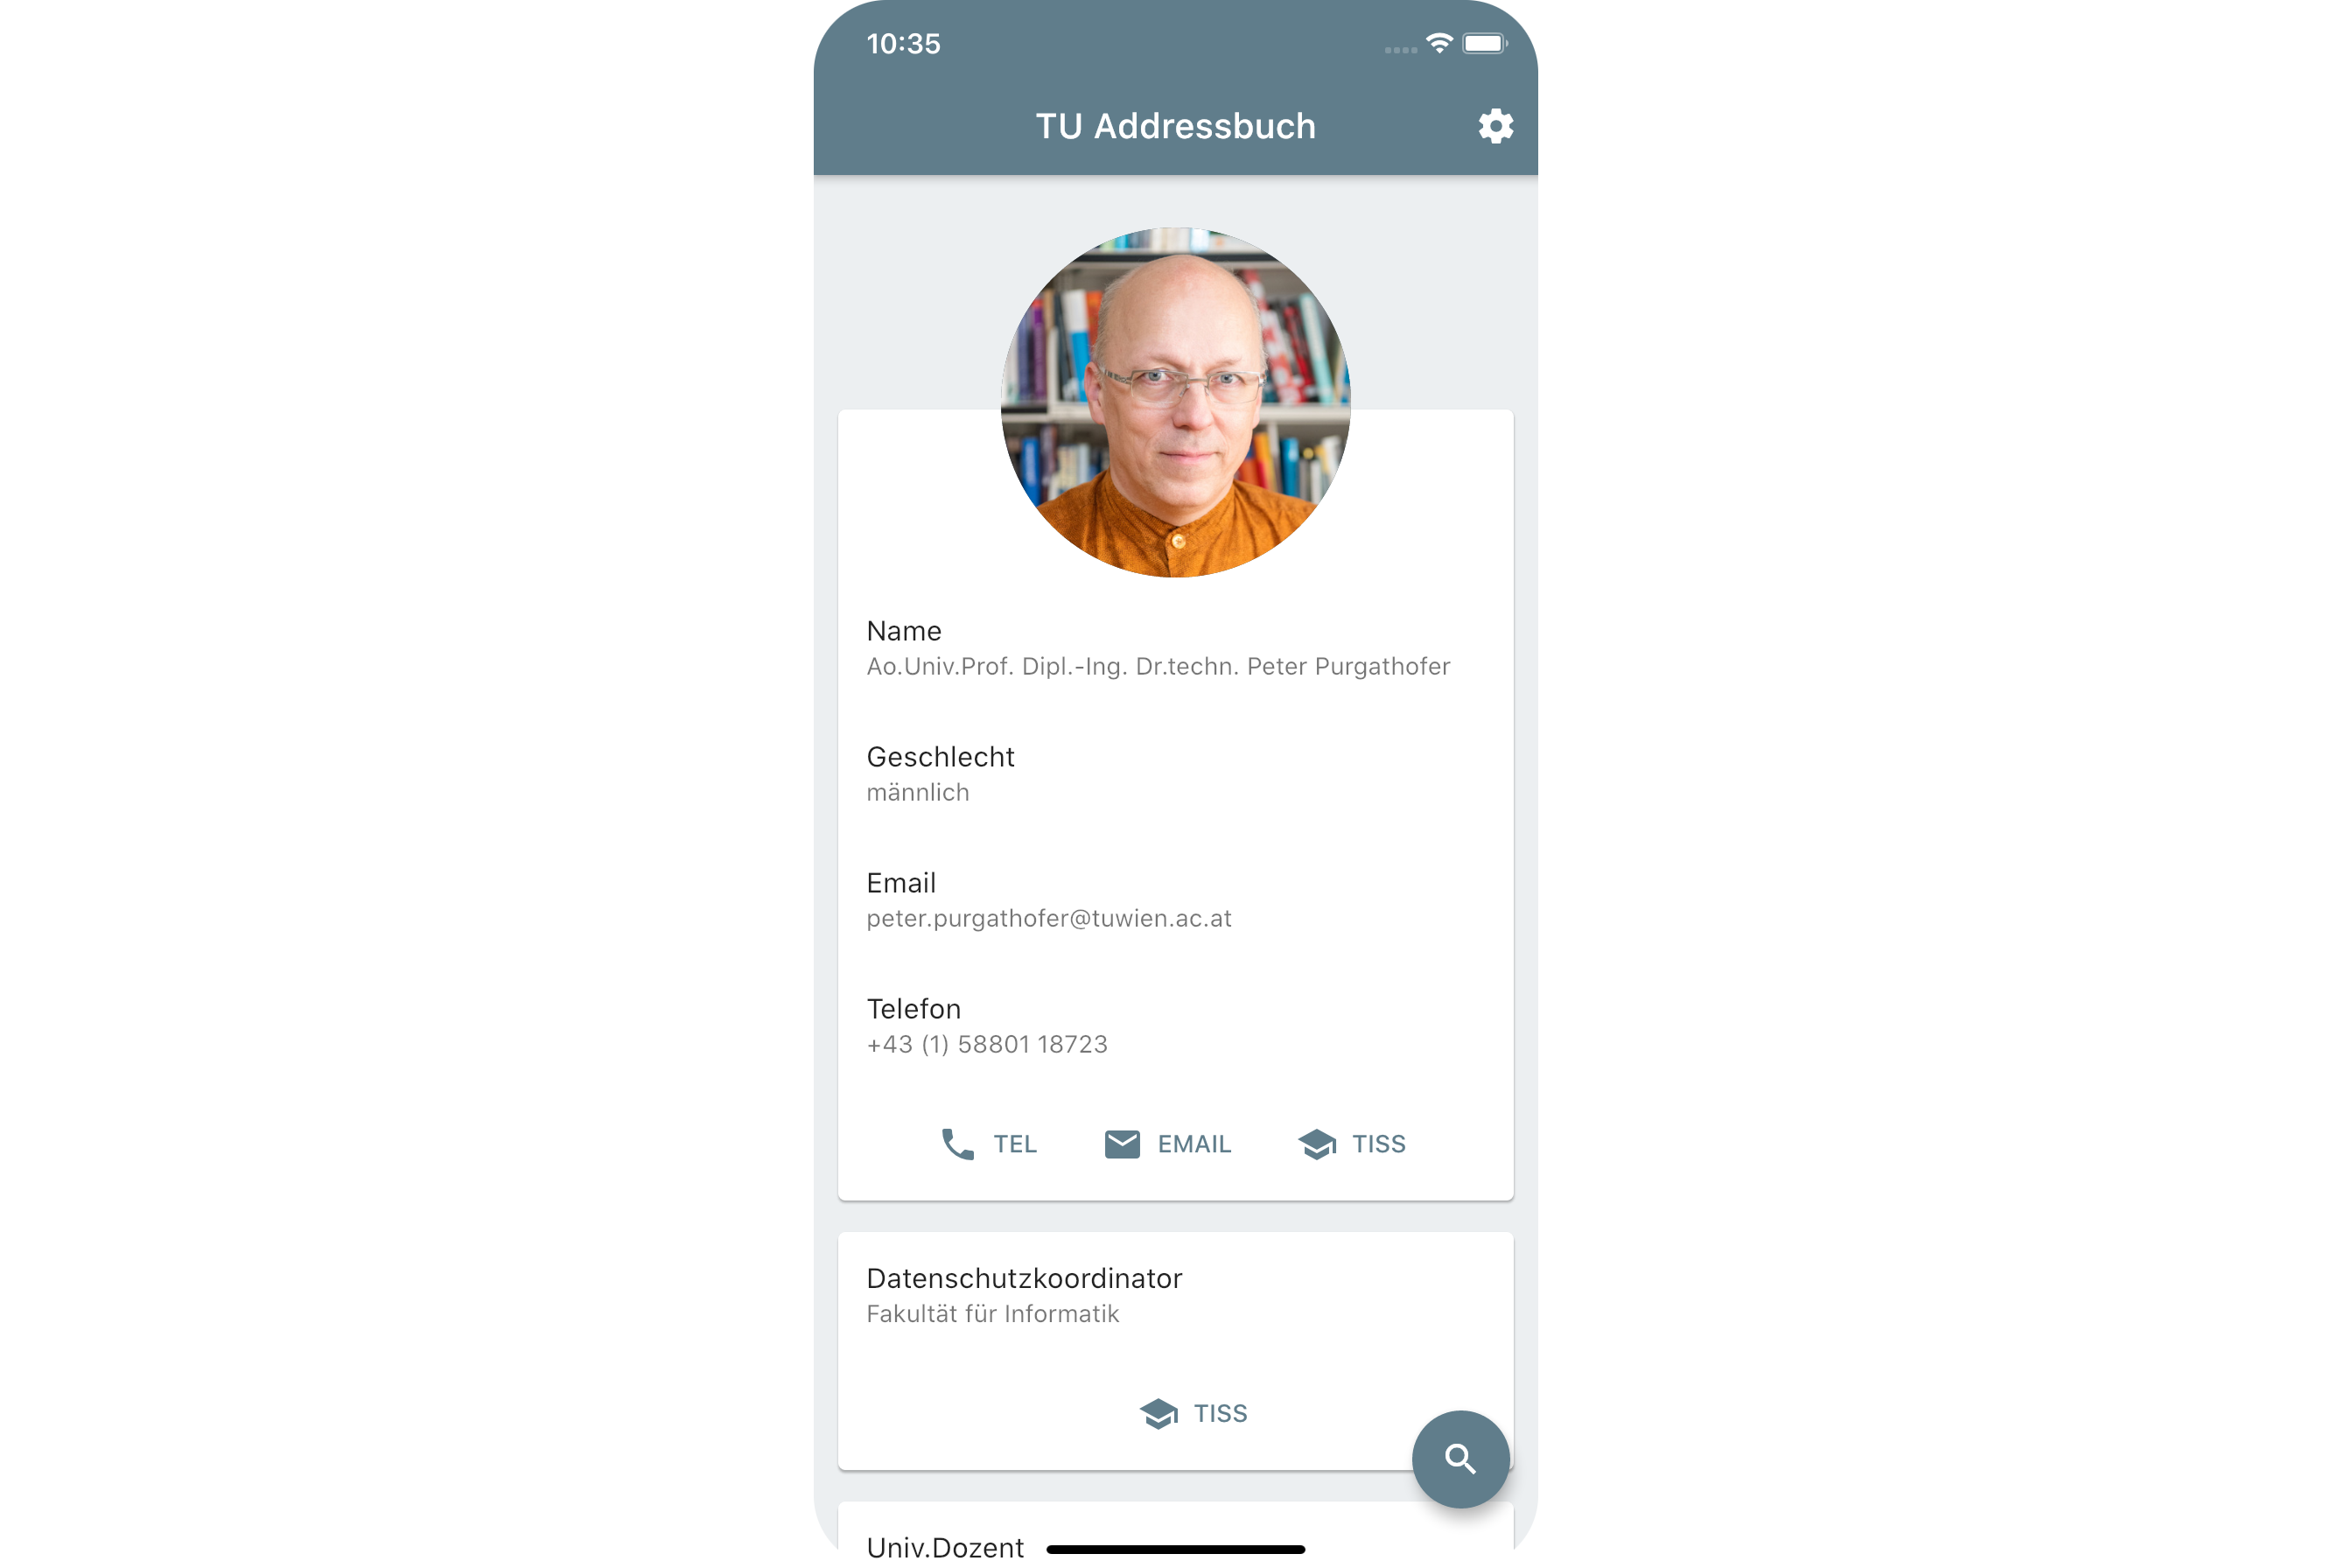 10:35
TU Addressbuch
Name
Ao.Univ.Prof. Dipl.-Ing. Dr.techn. Peter Purgathofer
Geschlecht
männlich
Email
peter.purgathofer@tuwien.ac.at
Telefon
+43 (1) 58801 18723
TEL EMAIL TISS
Datenschutzkoordinator
Fakultät für Informatik
TISS
Univ.Dozent